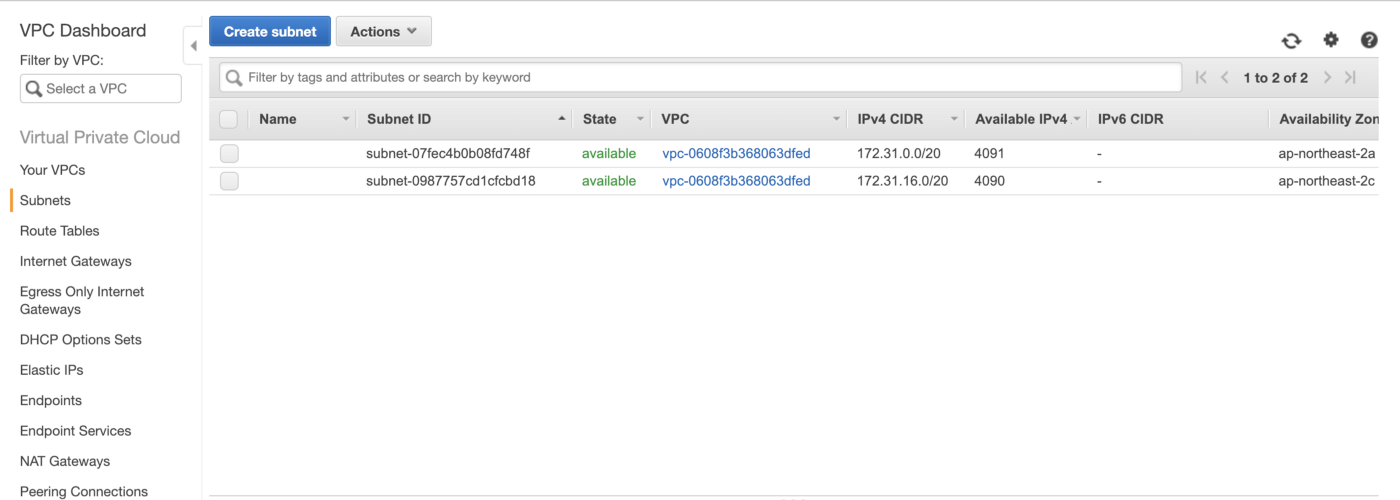 VPC Dashboard
Filter by VPC:
Select a VPC
Virtual Private Cloud
Your VPCs
Subnets
Route Tables
Internet Gateways
Egress Only Internet
Gateways
DHCP Options Sets
Elastic IPs
Endpoints
Endpoint Services
NAT Gateways
Peering Connections
Create subnet Actions
Filter by tags and attributes or search by keyword 1 to 2 of 2
Name Subnet ID State VPC IPv4 CIDR Available IPv4 IPv6 CIDR Availability Zon
subnet-07fec4b0b08fd748f available vpc-0608f3b368063dfed 172.31.0.0/20 4091 - ap-northeast-2a
subnet-0987757cd1cfcbd18 available vpc-0608f3b368063dfed 172.31.16.0/20 4090 - ap-northeast-2c